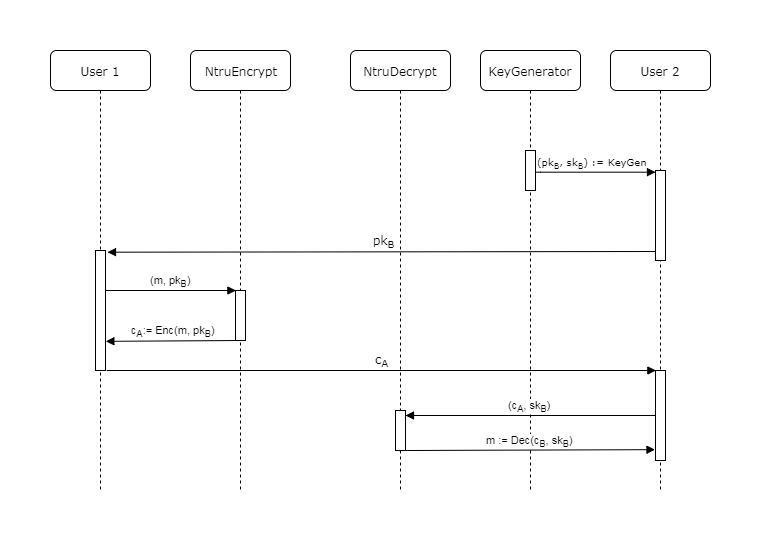 User 1
NtruEncrypt
NtruDecrypt
KeyGenerator
User 2
(pk_B, sk_B) := KeyGen
pk_B
(m, pk_B)
c_A:= Enc(m, pk_B)
c_A
(c_A, sk_B)
m := Dec(c_B, sk_B)